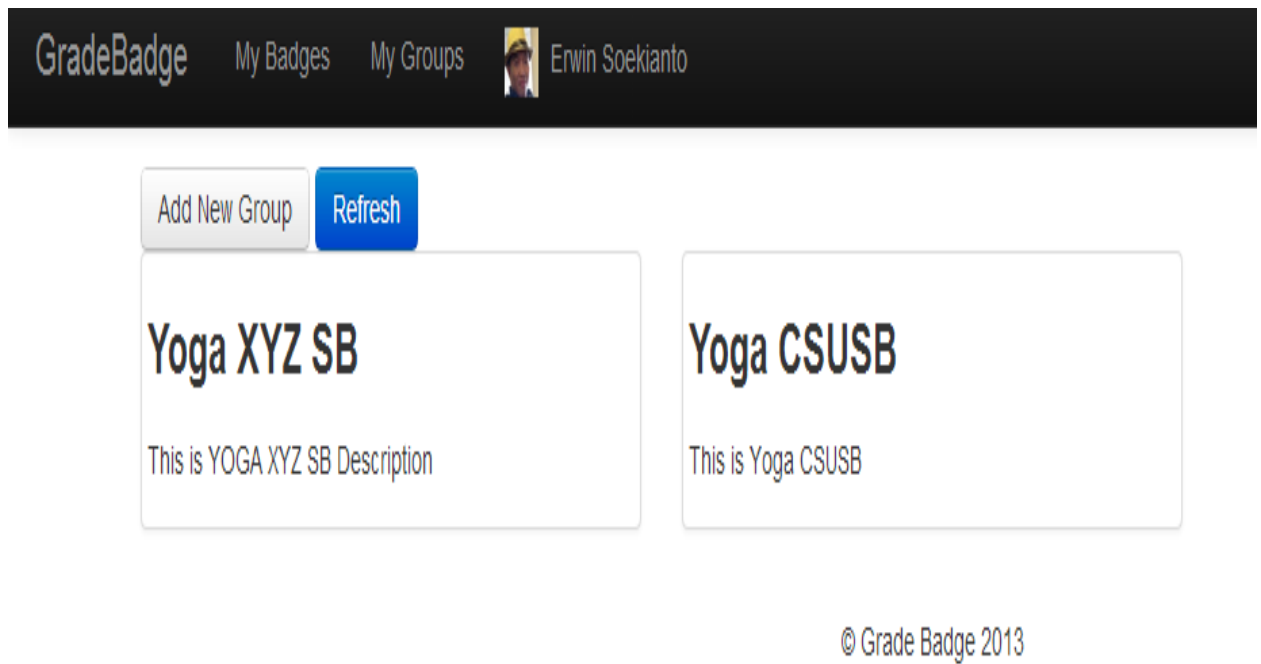 GradeBadge My Badges My Groups Erwin Soekianto
Add New Group Refresh
Yoga XYZ SB
This is YOGA XYZ SB Description
Yoga CSUSB
This is Yoga CSUSB
© Grade Badge 2013